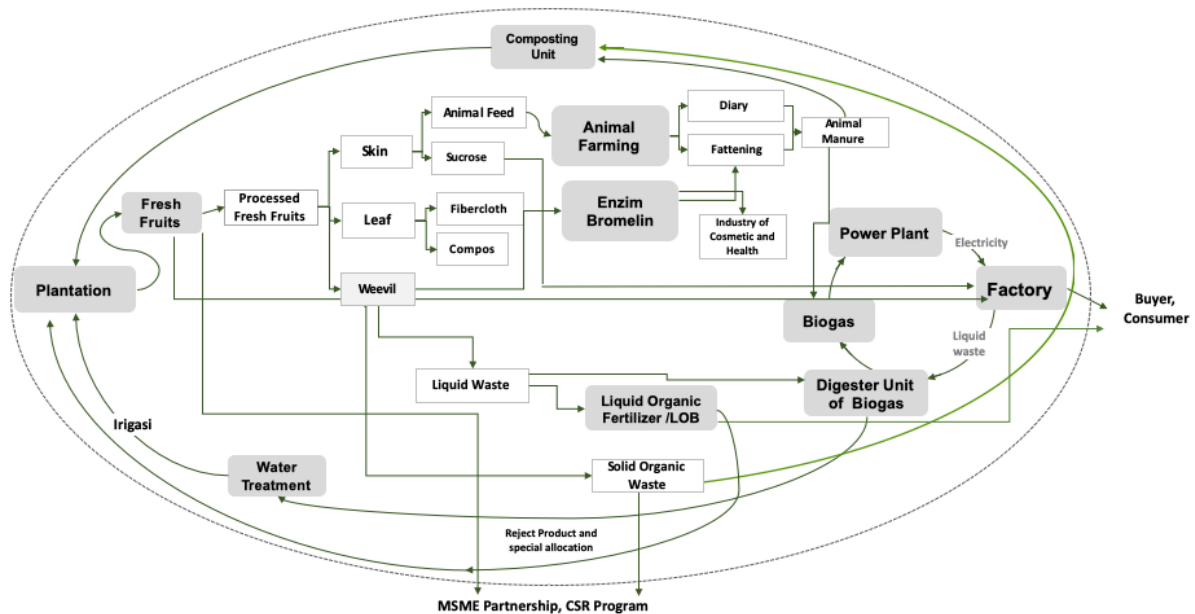 Composting
Unit
Animal Feed
Animal
Farming
Diary
Animal
Manure
Skin
Sucrose
Fattening
Fresh
Fruits
Processed
Fresh Fruits
Leaf
Fibercloth
Compos
Enzim
Bromelin
Industry of
Cosmetic and
Health
Power Plant
Electricity
Plantation
Weevil
Factory
Biogas
Buyer,
Consumer
Liquid
waste
Liquid Waste
Liquid Organic
Fertilizer /LOB
Digester Unit
of Biogas
Irigasi
Water
Treatment
Solid Organic
Waste
Reject Product and
special allocation
MSME Partnership, CSR Program